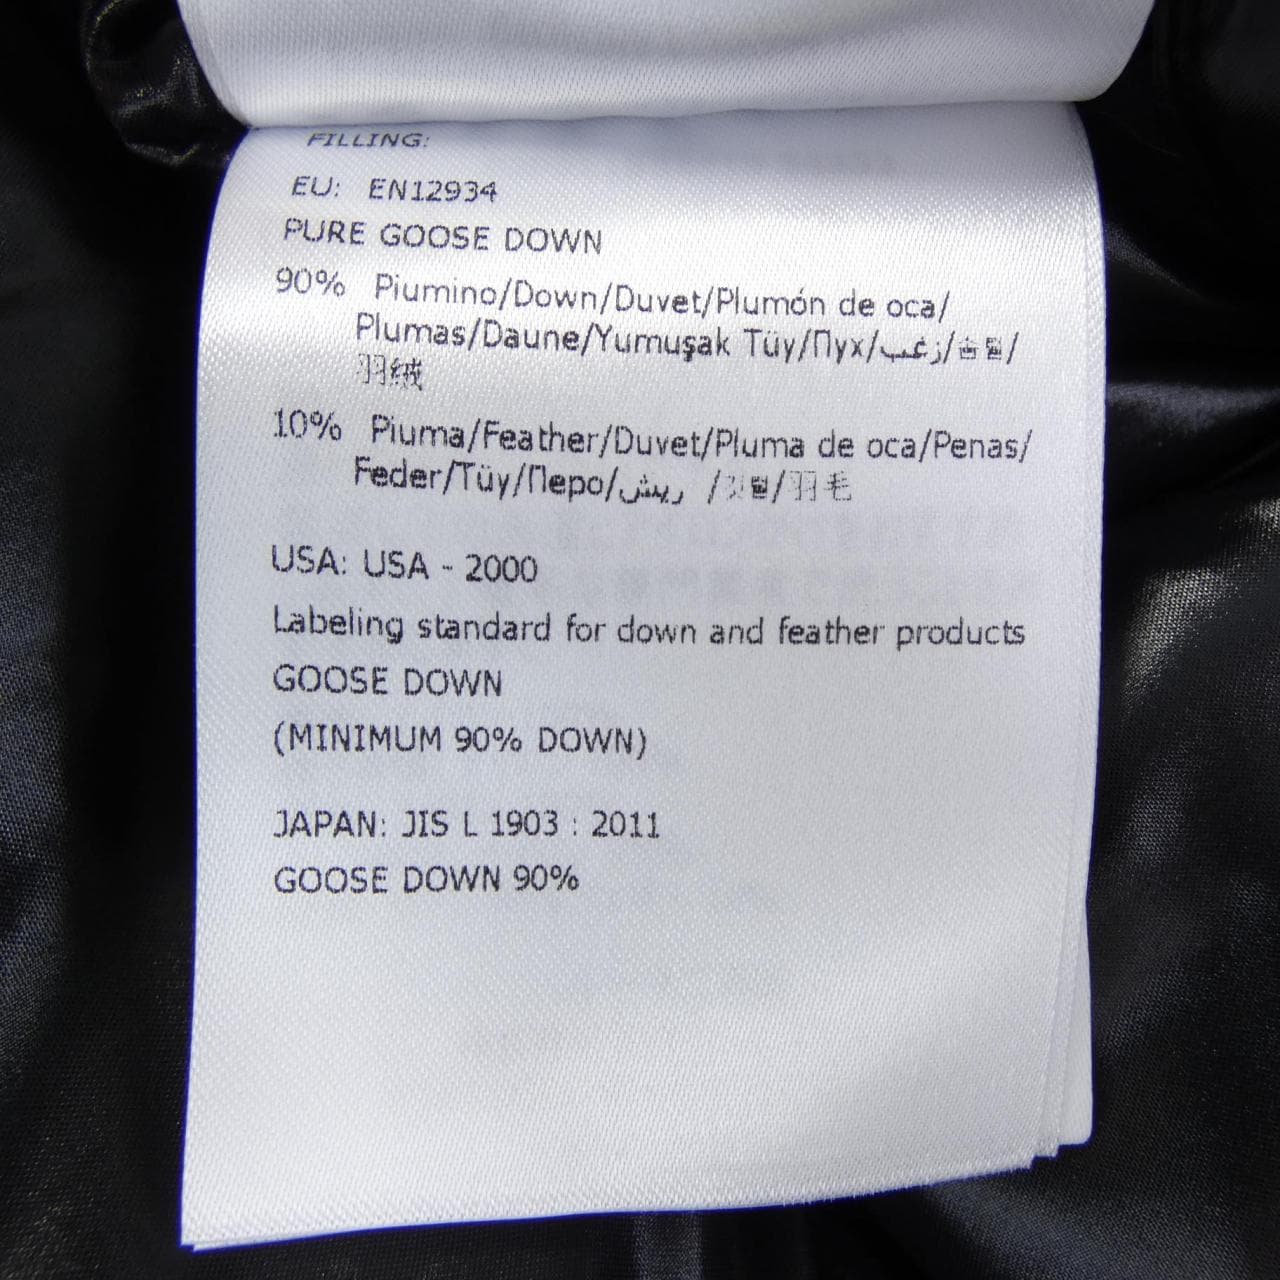 FILLING:
EU: EN12934
PURE GOOSE DOWN
90% Piumino/Down/Duvet/Plumón de oca/
Plumas/Daune/Yumuşak Tüy/Пух/زغب/솜털/
羽绒
10% Piuma/Feather/Duvet/Pluma de oca/Penas/
Feder/Tüy/Перо/ريش /깃털/羽毛
USA: USA - 2000
Labeling standard for down and feather products
GOOSE DOWN
(MINIMUM 90% DOWN)
JAPAN: JIS L 1903 : 2011
GOOSE DOWN 90%